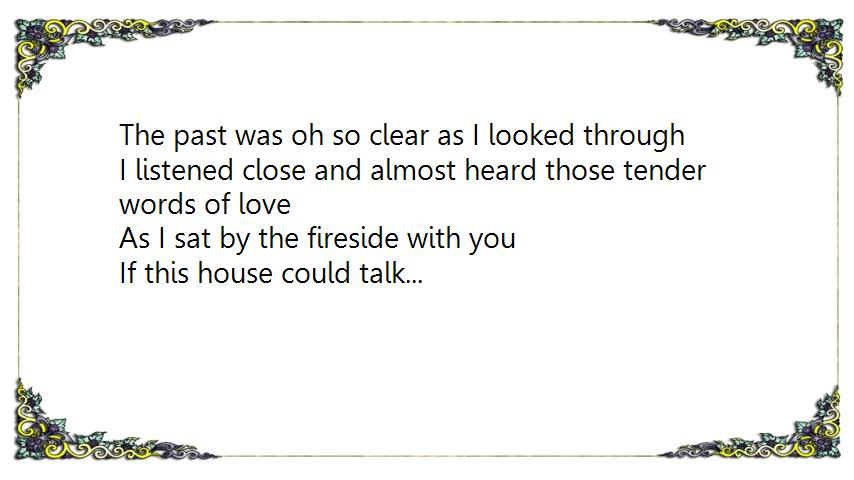 The past was oh so clear as I looked through
I listened close and almost heard those tender
words of love
As I sat by the fireside with you
If this house could talk...